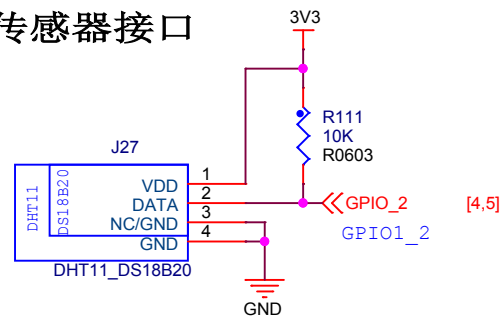 传感器接口
3V3
R111
10K
R0603
J27
DHT11
DS18B20
VDD 1
DATA 2
NC/GND 3
GND 4
DHT11_DS18B20
GPIO_2 [4,5]
GPIO1_2
GND